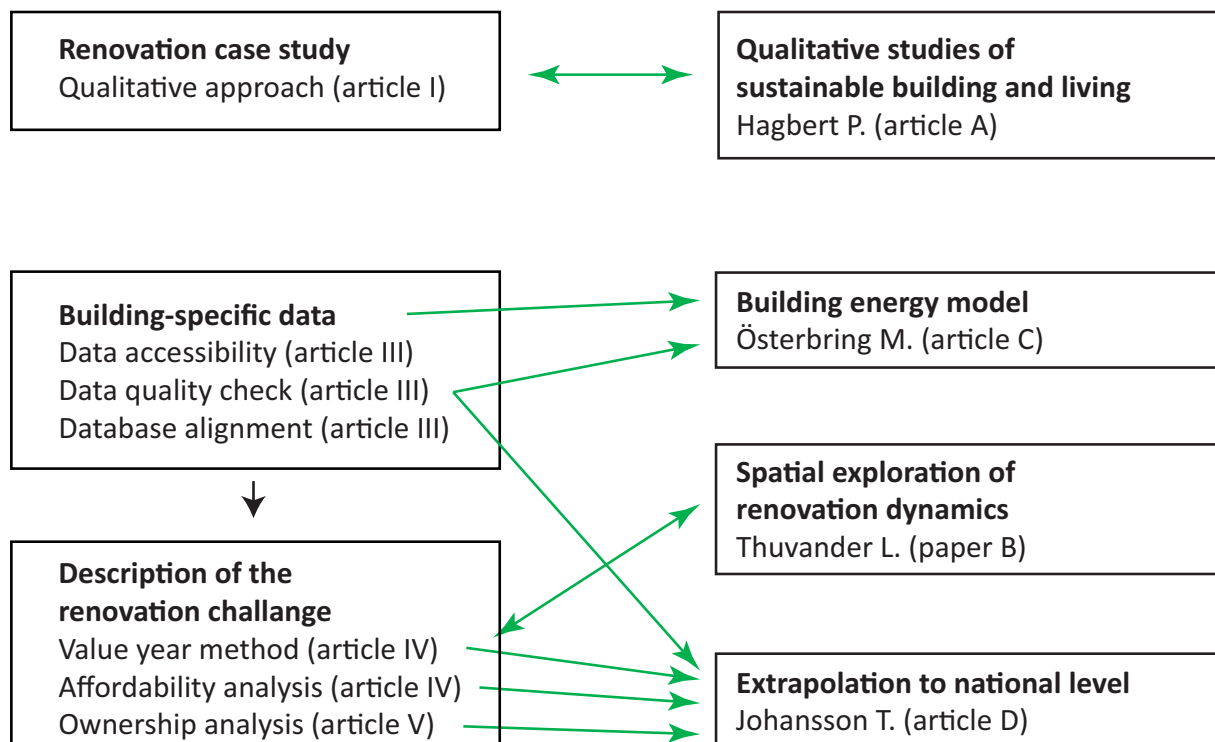 Renovation case study
Qualitative approach (article I)
Qualitative studies of
sustainable building and living
Hagbert P. (article A)
Building-specific data
Data accessibility (article III)
Data quality check (article III)
Database alignment (article III)
Building energy model
Österbring M. (article C)
Spatial exploration of
renovation dynamics
Thuvander L. (paper B)
Description of the
renovation challange
Value year method (article IV)
Affordability analysis (article IV)
Ownership analysis (article V)
Extrapolation to national level
Johansson T. (article D)